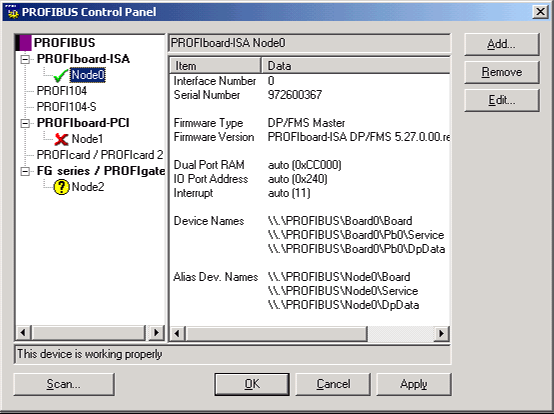 PROFIBUS Control Panel
PROFIBUS
PROFIboard-ISA
Node0
PROFI104
PROFI104-S
PROFIboard-PCI
Node1
PROFIcard / PROFIcard 2
FG series / PROFIgate
Node2
PROFIboard-ISA Node0
Item Data
Interface Number 0
Serial Number 972600367
Firmware Type DP/FMS Master
Firmware Version PROFIboard-ISA DP/FMS 5.27.0.00.re
Dual Port RAM auto (0xCC000)
IO Port Address auto (0x240)
Interrupt auto (11)
Device Names \\.\PROFIBUS\Board0\Board
\\.\PROFIBUS\Board0\Pb0\Service
\\.\PROFIBUS\Board0\Pb0\DpData
Alias Dev. Names \\.\PROFIBUS\Node0\Board
\\.\PROFIBUS\Node0\Service
\\.\PROFIBUS\Node0\DpData
Add...
Remove
Edit...
This device is working properly
Scan...
OK
Cancel
Apply